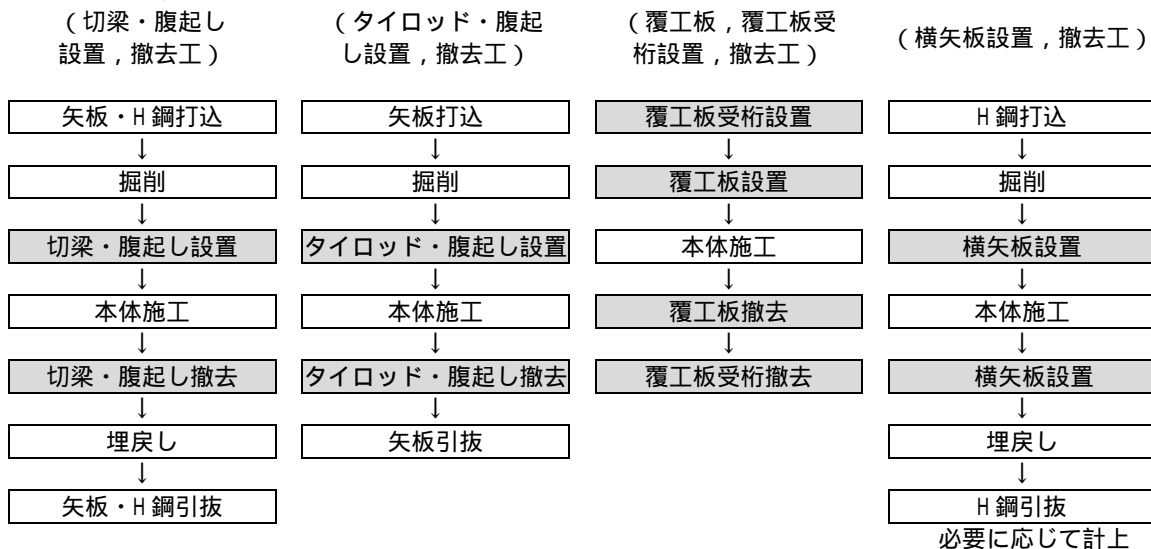 （切梁・腹起し
設置，撤去工）
矢板・H 鋼打込
↓
掘削
↓
切梁・腹起し設置
↓
本体施工
↓
切梁・腹起し撤去
↓
埋戻し
↓
矢板・H 鋼引抜
（タイロッド・腹起
し設置，撤去工）
矢板打込
↓
掘削
↓
タイロッド・腹起し設置
↓
本体施工
↓
タイロッド・腹起し撤去
↓
矢板引抜
（覆工板，覆工板受
桁設置，撤去工）
覆工板受桁設置
↓
覆工板設置
↓
本体施工
↓
覆工板撤去
↓
覆工板受桁撤去
（横矢板設置，撤去工）
H 鋼打込
↓
掘削
↓
横矢板設置
↓
本体施工
↓
横矢板設置
↓
埋戻し
↓
H 鋼引抜
必要に応じて計上